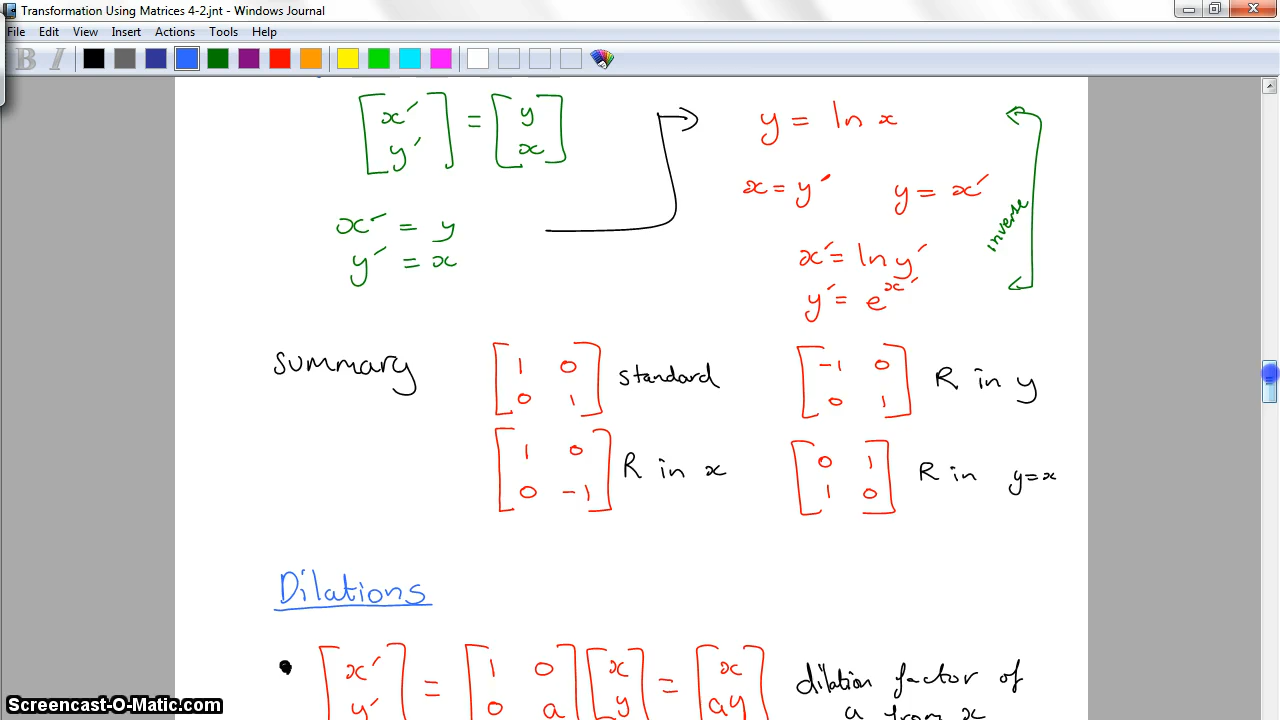 Transformation Using Matrices 4-2.jnt - Windows Journal
File Edit View Insert Actions Tools Help
B I
[x′ y′] = [y x]
x′ = y
y′ = x
y = ln x
x = y′ y = x′
x′ = ln y′
y′ = e^x′
inverse
summary
[1 0; 0 1] standard
[-1 0; 0 1] R in y
[1 0; 0 -1] R in x
[0 1; 1 0] R in y=x
Dilations
• [x′ y′] = [1 0; 0 a] [x y] = [x ay] dilation factor of
a from x
Screencast-O-Matic.com